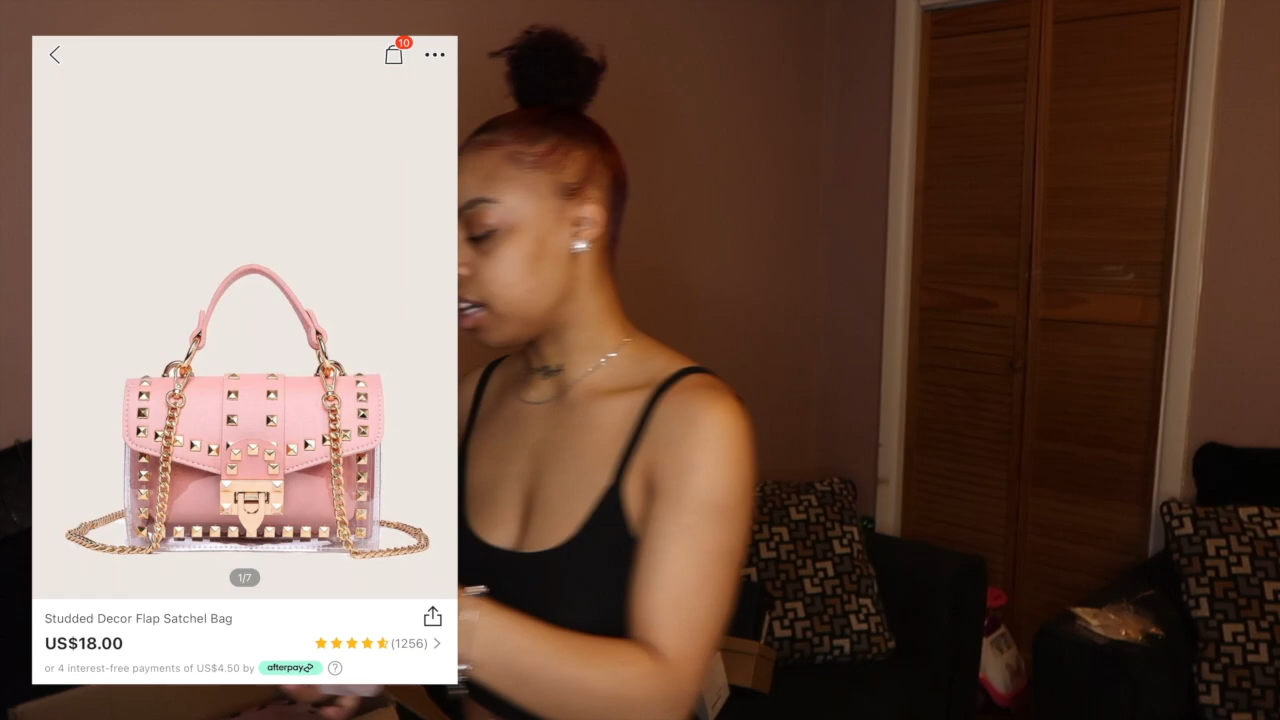 10
1/7
Studded Decor Flap Satchel Bag
US$18.00
(1256)
or 4 interest-free payments of US$4.50 by afterpay